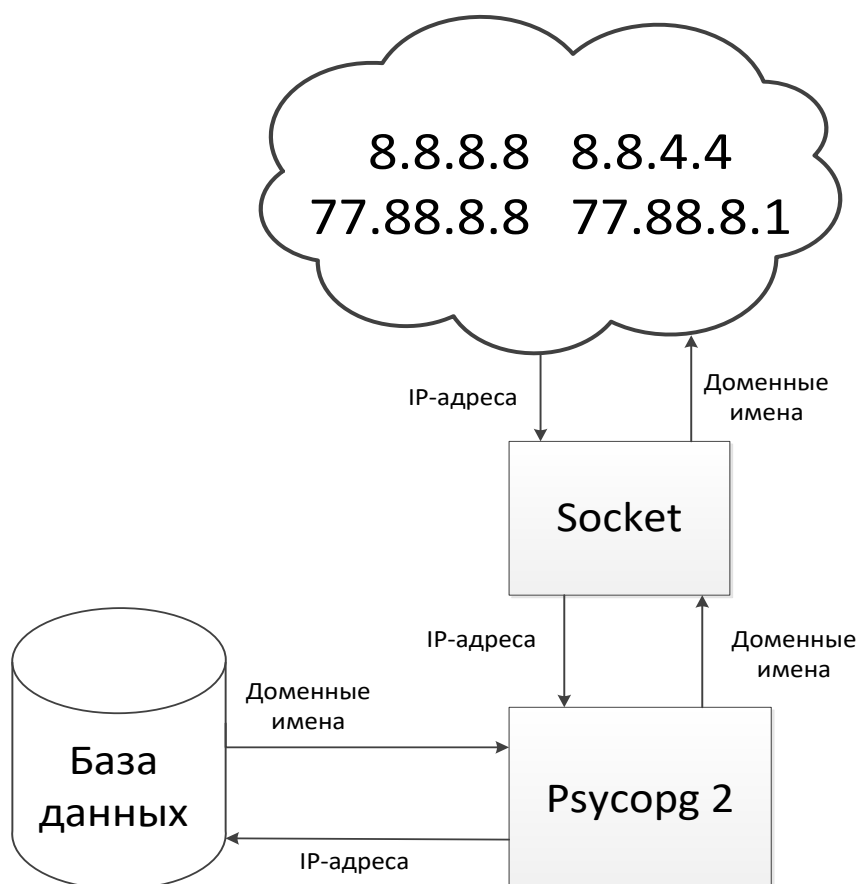 8.8.8.8 8.8.4.4
77.88.8.8 77.88.8.1
IP-адреса
Доменные
имена
Socket
IP-адреса
Доменные
имена
Доменные
имена
База
данных
Psycopg 2
IP-адреса